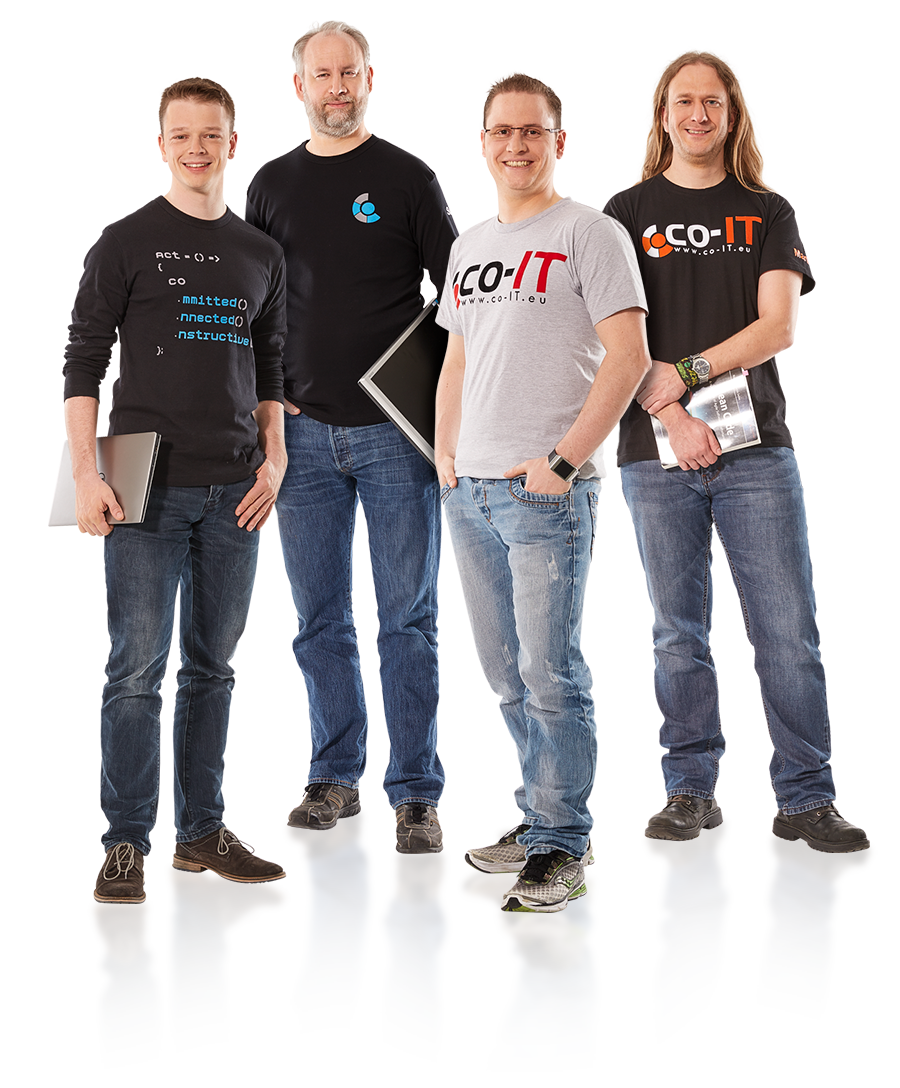 Act = () =>
{
co
.mmitted()
.nnected()
.nstructive
};
co-IT
www.co-IT.eu
co-IT
www.co-IT.eu